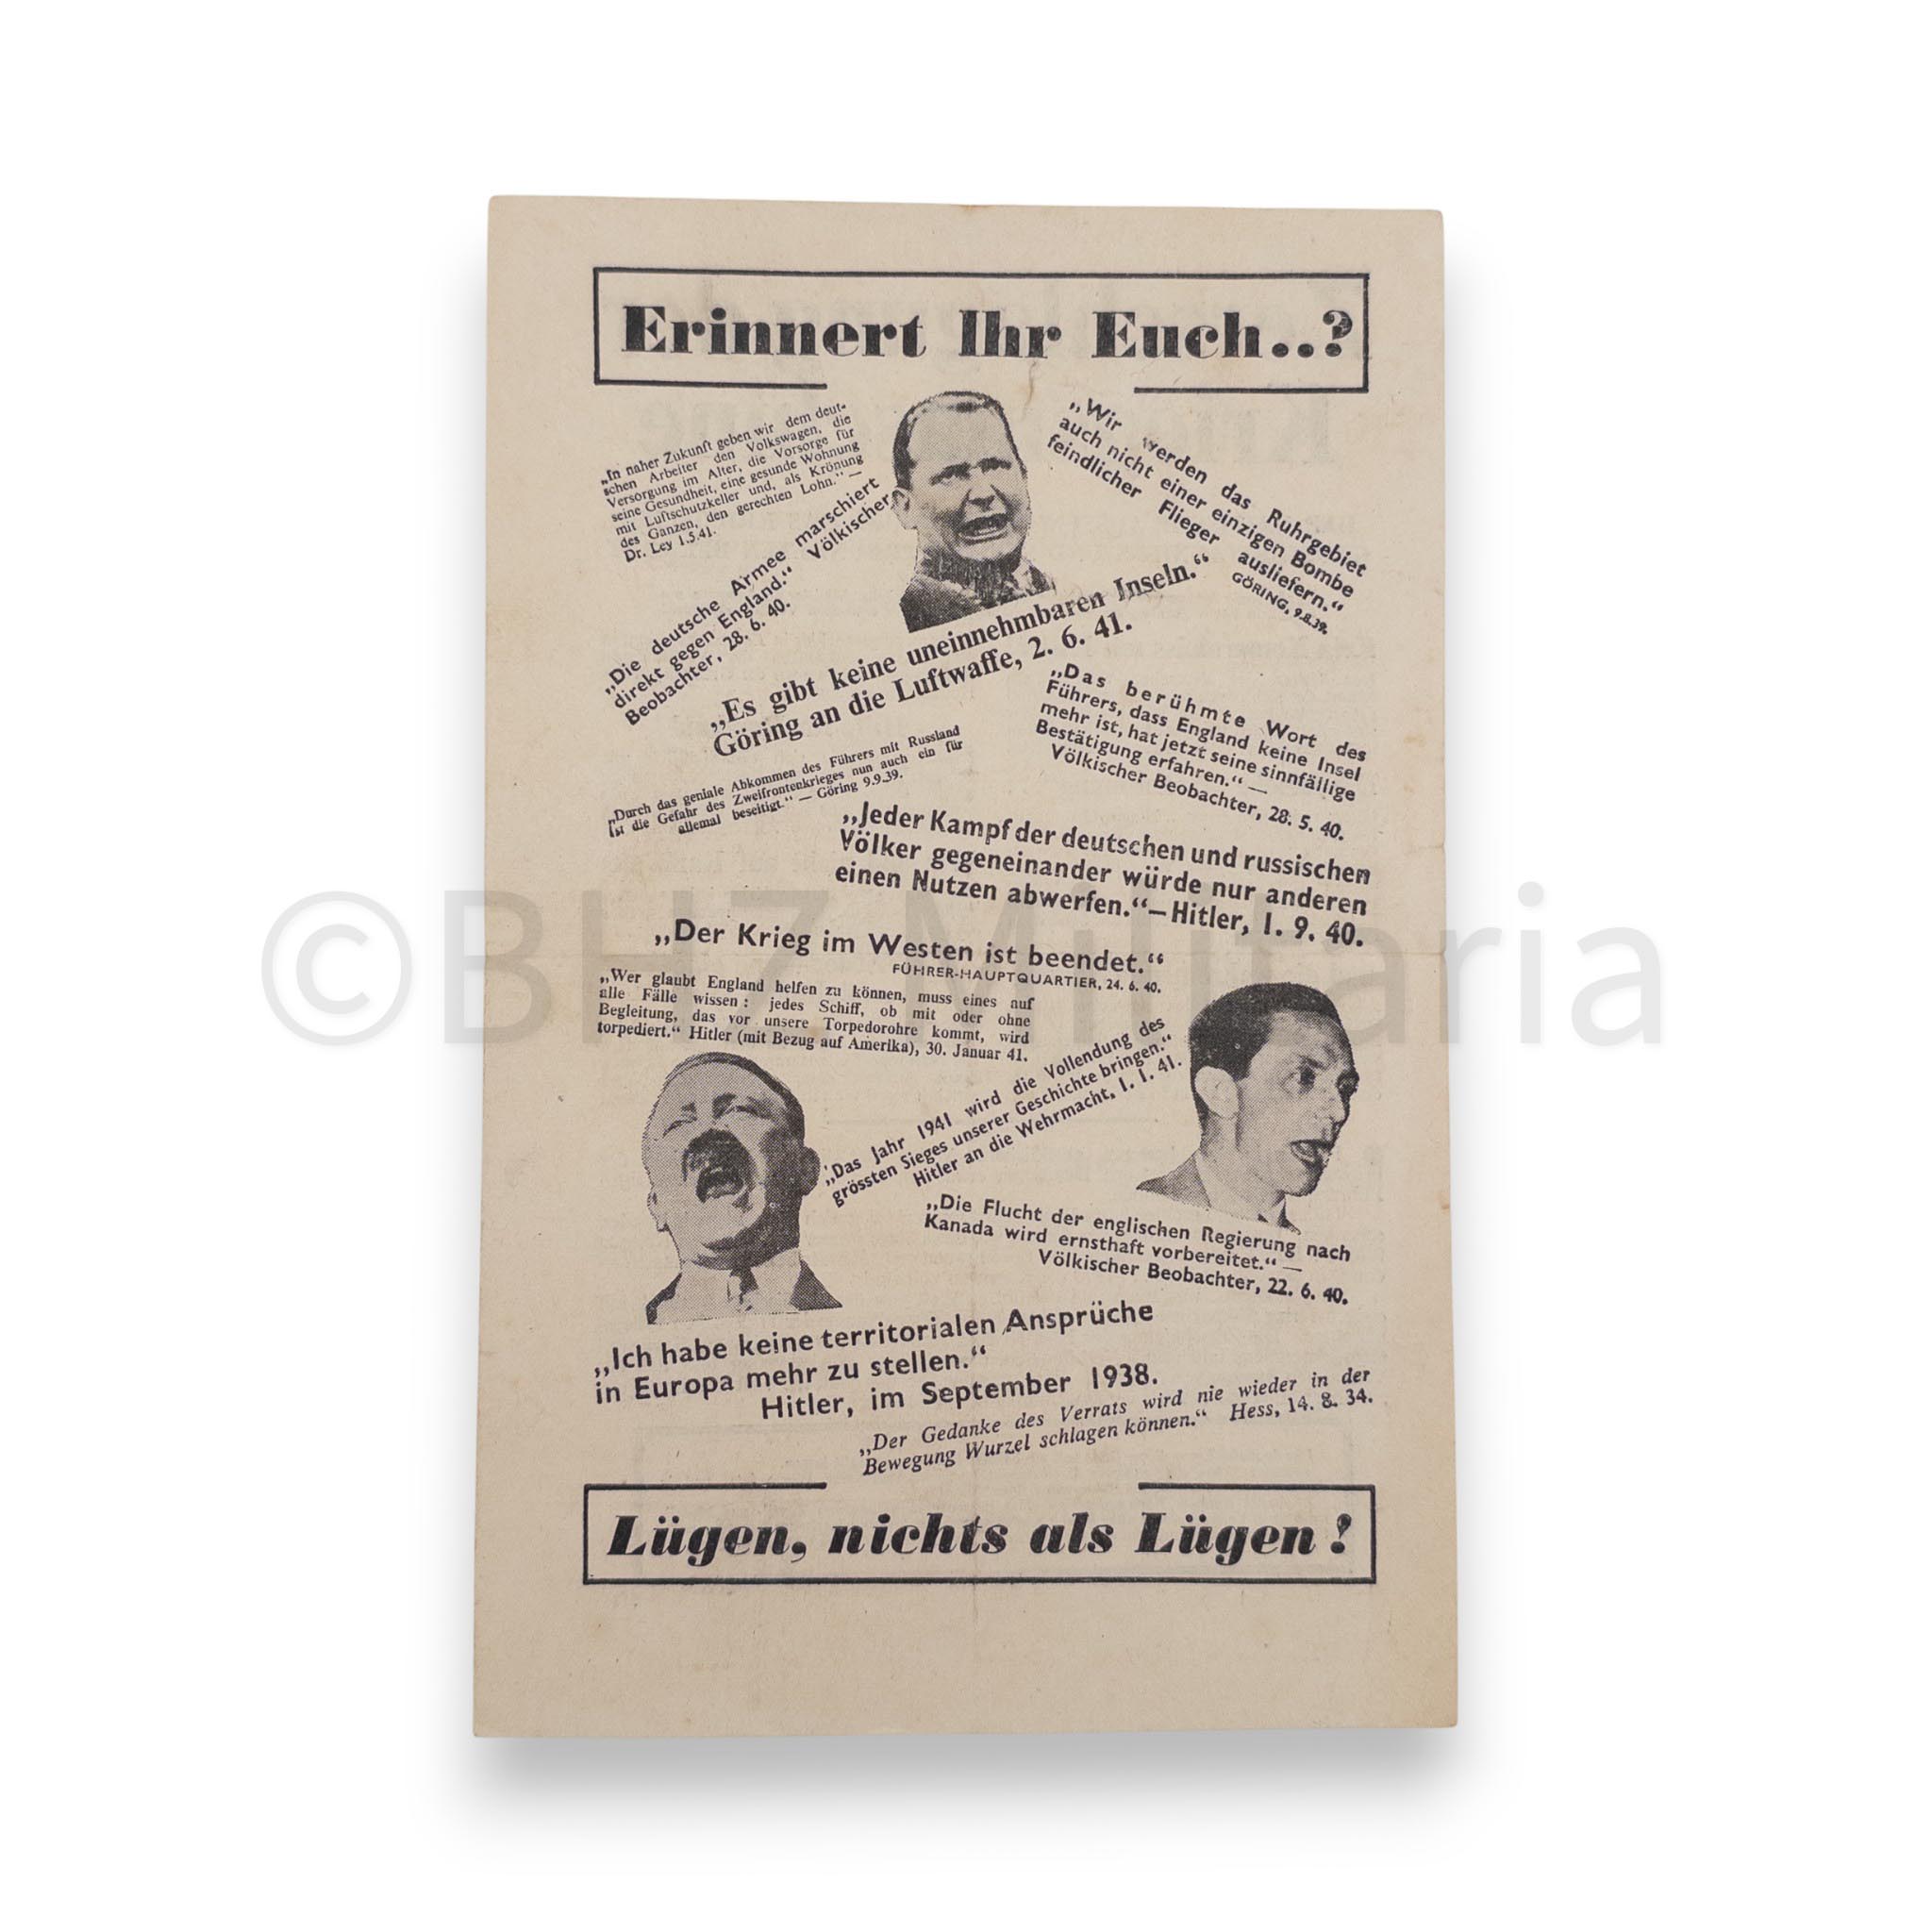 Erinnert Ihr Euch..?
„In naher Zukunft geben wir dem deut-
schen Arbeiter den Volkswagen, die
Versorgung im Alter, die Vorsorge für
seine Gesundheit, eine gesunde Wohnung
mit Luftschutzkeller und, als Krönung
des Ganzen, den gerechten Lohn.“ —
Dr. Ley 1.5.41.
„Wir werden das Ruhrgebiet
auch nicht einer einzigen Bombe
feindlicher Flieger ausliefern.“
GÖRING, 9.8.39.
„Die deutsche Armee marschiert
direkt gegen England.“ Völkischer
Beobachter, 28. 6. 40.
„Es gibt keine uneinnehmbaren Inseln.“
Göring an die Luftwaffe, 2. 6. 41.
„Das berühmte Wort des
Führers, dass England keine Insel
mehr ist, hat jetzt seine sinnfällige
Bestätigung erfahren.“ —
Völkischer Beobachter, 28. 5. 40.
„Durch das geniale Abkommen des Führers mit Russland
ist die Gefahr des Zweifrontenkrieges nun auch ein für
allemal beseitigt.“ — Göring 9.9.39.
„Jeder Kampf der deutschen und russischen
Völker gegeneinander würde nur anderen
einen Nutzen abwerfen.“—Hitler, 1. 9. 40.
„Der Krieg im Westen ist beendet.“
FÜHRER-HAUPTQUARTIER, 24. 6. 40.
„Wer glaubt England helfen zu können, muss eines auf
alle Fälle wissen: jedes Schiff, ob mit oder ohne
Begleitung, das vor unsere Torpedorohre kommt, wird
torpediert.“ Hitler (mit Bezug auf Amerika), 30. Januar 41.
„Das Jahr 1941 wird die Vollendung des
grössten Sieges unserer Geschichte bringen.“
Hitler an die Wehrmacht, 1. 1. 41.
„Die Flucht der englischen Regierung nach
Kanada wird ernsthaft vorbereitet.“ —
Völkischer Beobachter, 22. 6. 40.
„Ich habe keine territorialen Ansprüche
in Europa mehr zu stellen.“
Hitler, im September 1938.
„Der Gedanke des Verrats wird nie wieder in der
Bewegung Wurzel schlagen können.“ Hess, 14. 8. 34.
Lügen, nichts als Lügen!
©BHZ Militaria